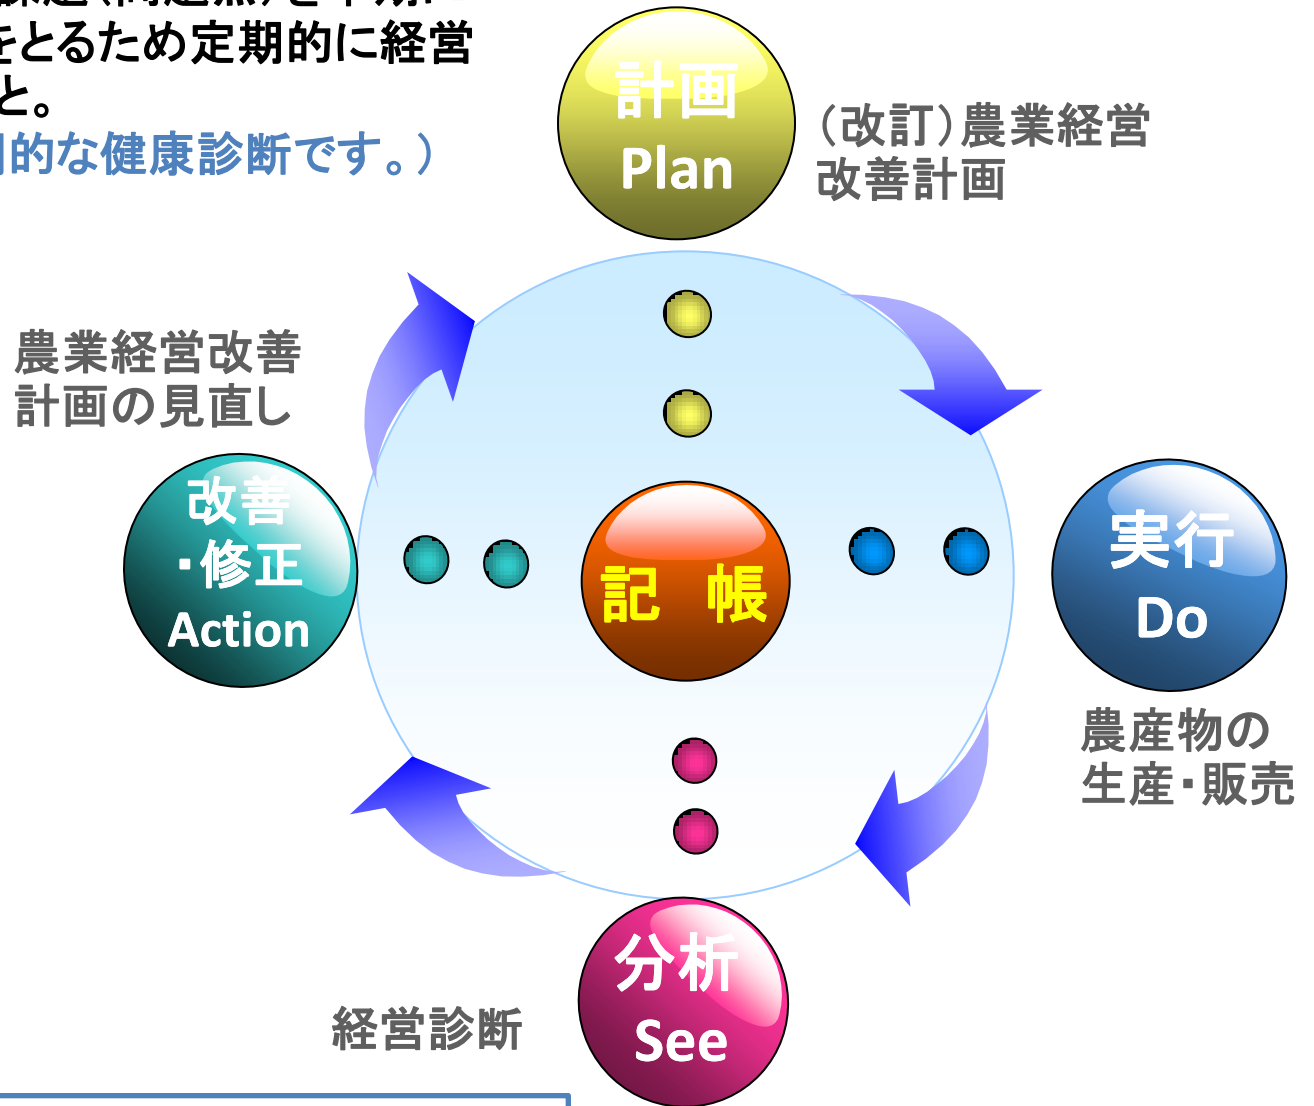 をとるため定期的に経営
と。
的な健康診断です。）
計画
Plan
（改訂）農業経営
改善計画
農業経営改善
計画の見直し
改善
・修正
Action
記　帳
実行
Do
農産物の
生産・販売
分析
See
経営診断